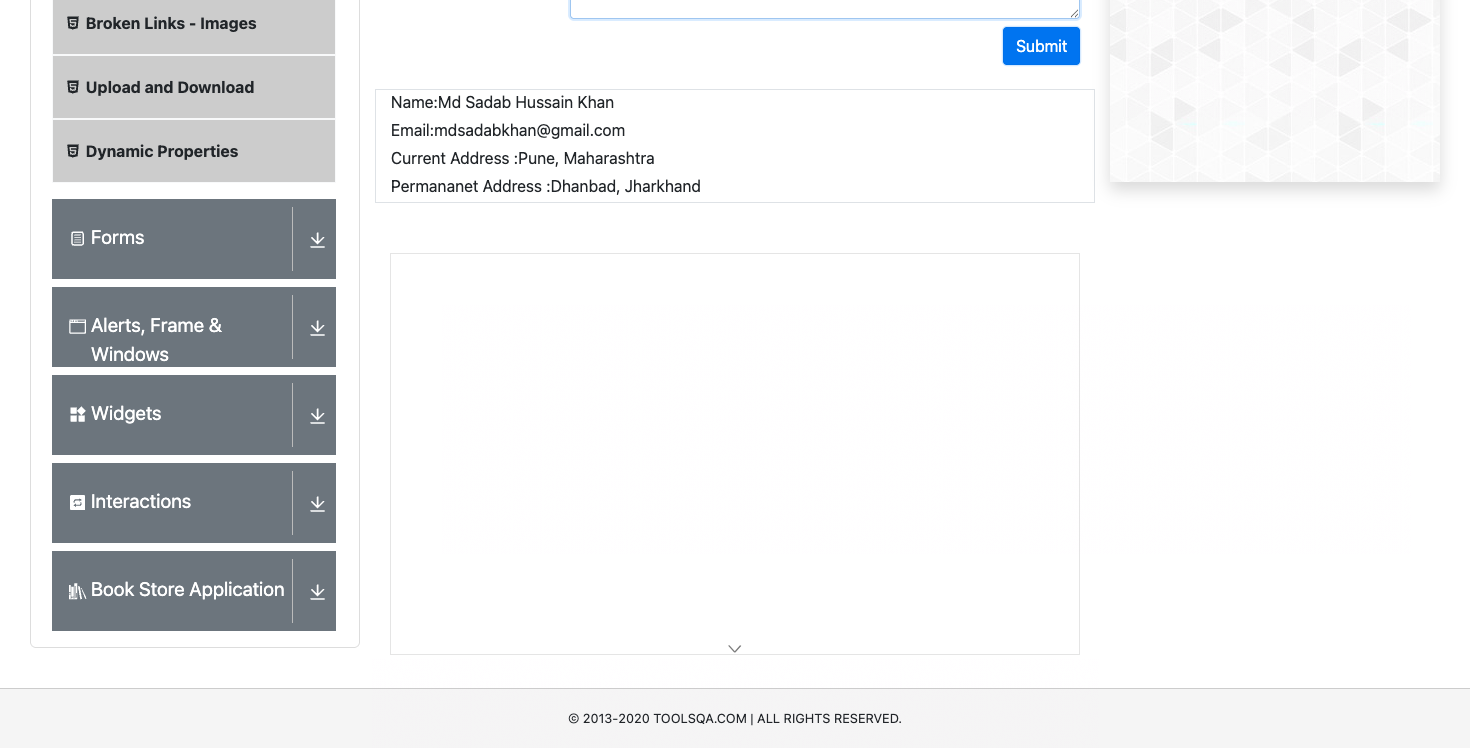 Broken Links - Images
Upload and Download
Dynamic Properties
Forms
Alerts, Frame &
Windows
Widgets
Interactions
Book Store Application
Submit
Name:Md Sadab Hussain Khan
Email:mdsadabkhan@gmail.com
Current Address :Pune, Maharashtra
Permananet Address :Dhanbad, Jharkhand
© 2013-2020 TOOLSQA.COM | ALL RIGHTS RESERVED.